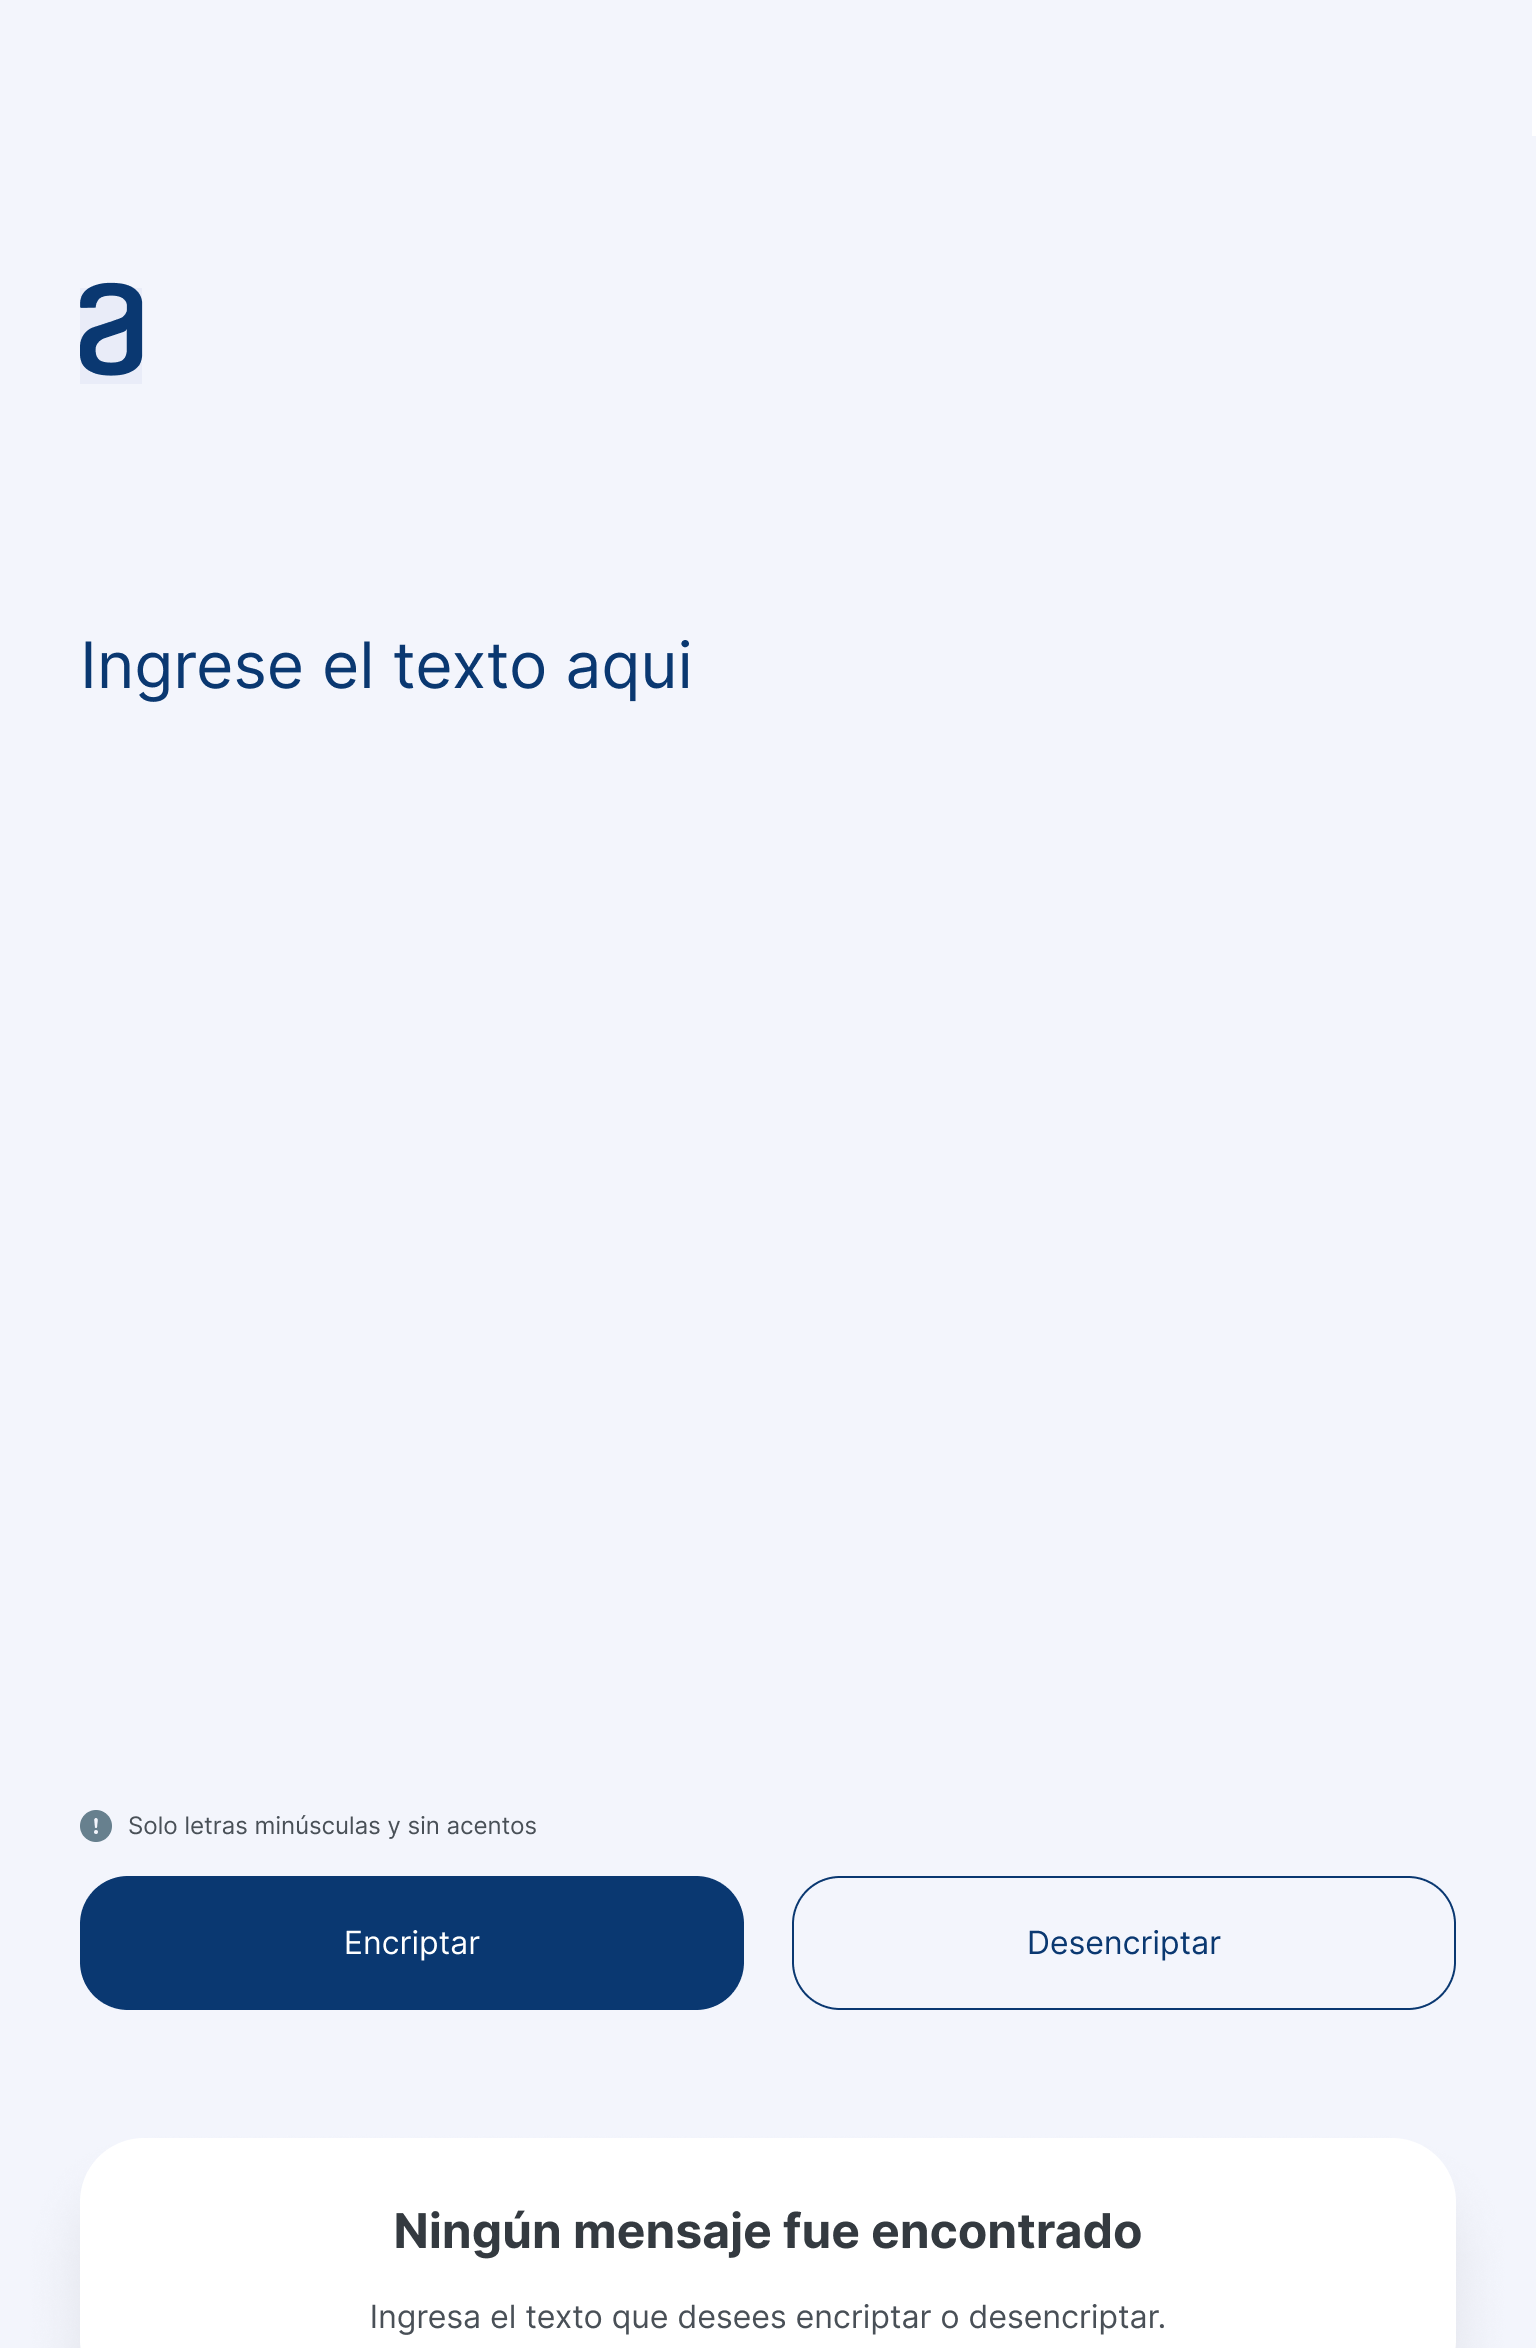 a
Ingrese el texto aqui
Solo letras minúsculas y sin acentos
Encriptar
Desencriptar
Ningún mensaje fue encontrado
Ingresa el texto que desees encriptar o desencriptar.